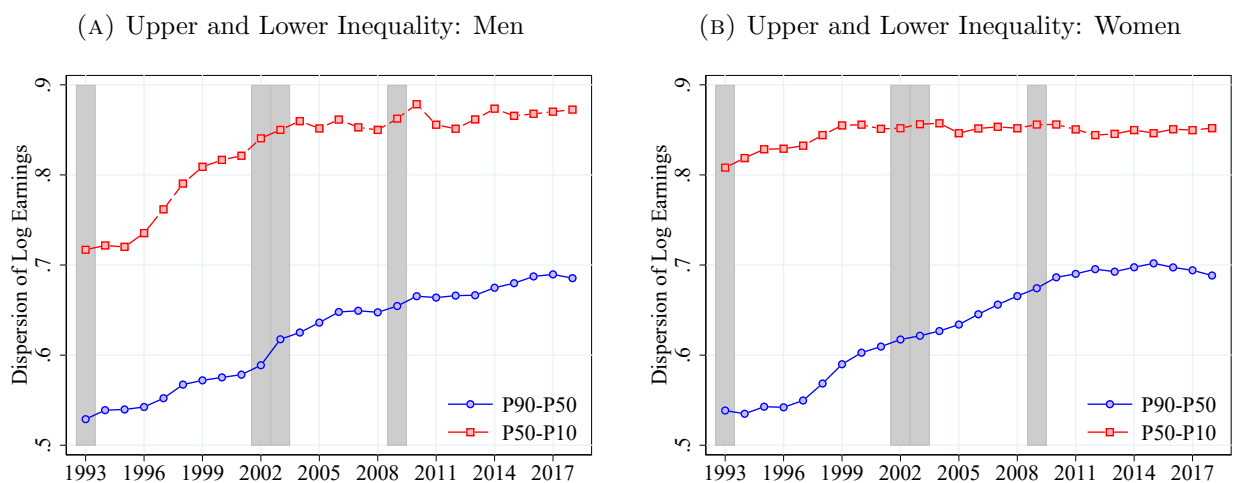 (A) Upper and Lower Inequality: Men
Dispersion of Log Earnings
.9
.8
.7
.6
.5
P90-P50
P50-P10
1993 1996 1999 2002 2005 2008 2011 2014 2017
(B) Upper and Lower Inequality: Women
Dispersion of Log Earnings
.9
.8
.7
.6
.5
P90-P50
P50-P10
1993 1996 1999 2002 2005 2008 2011 2014 2017